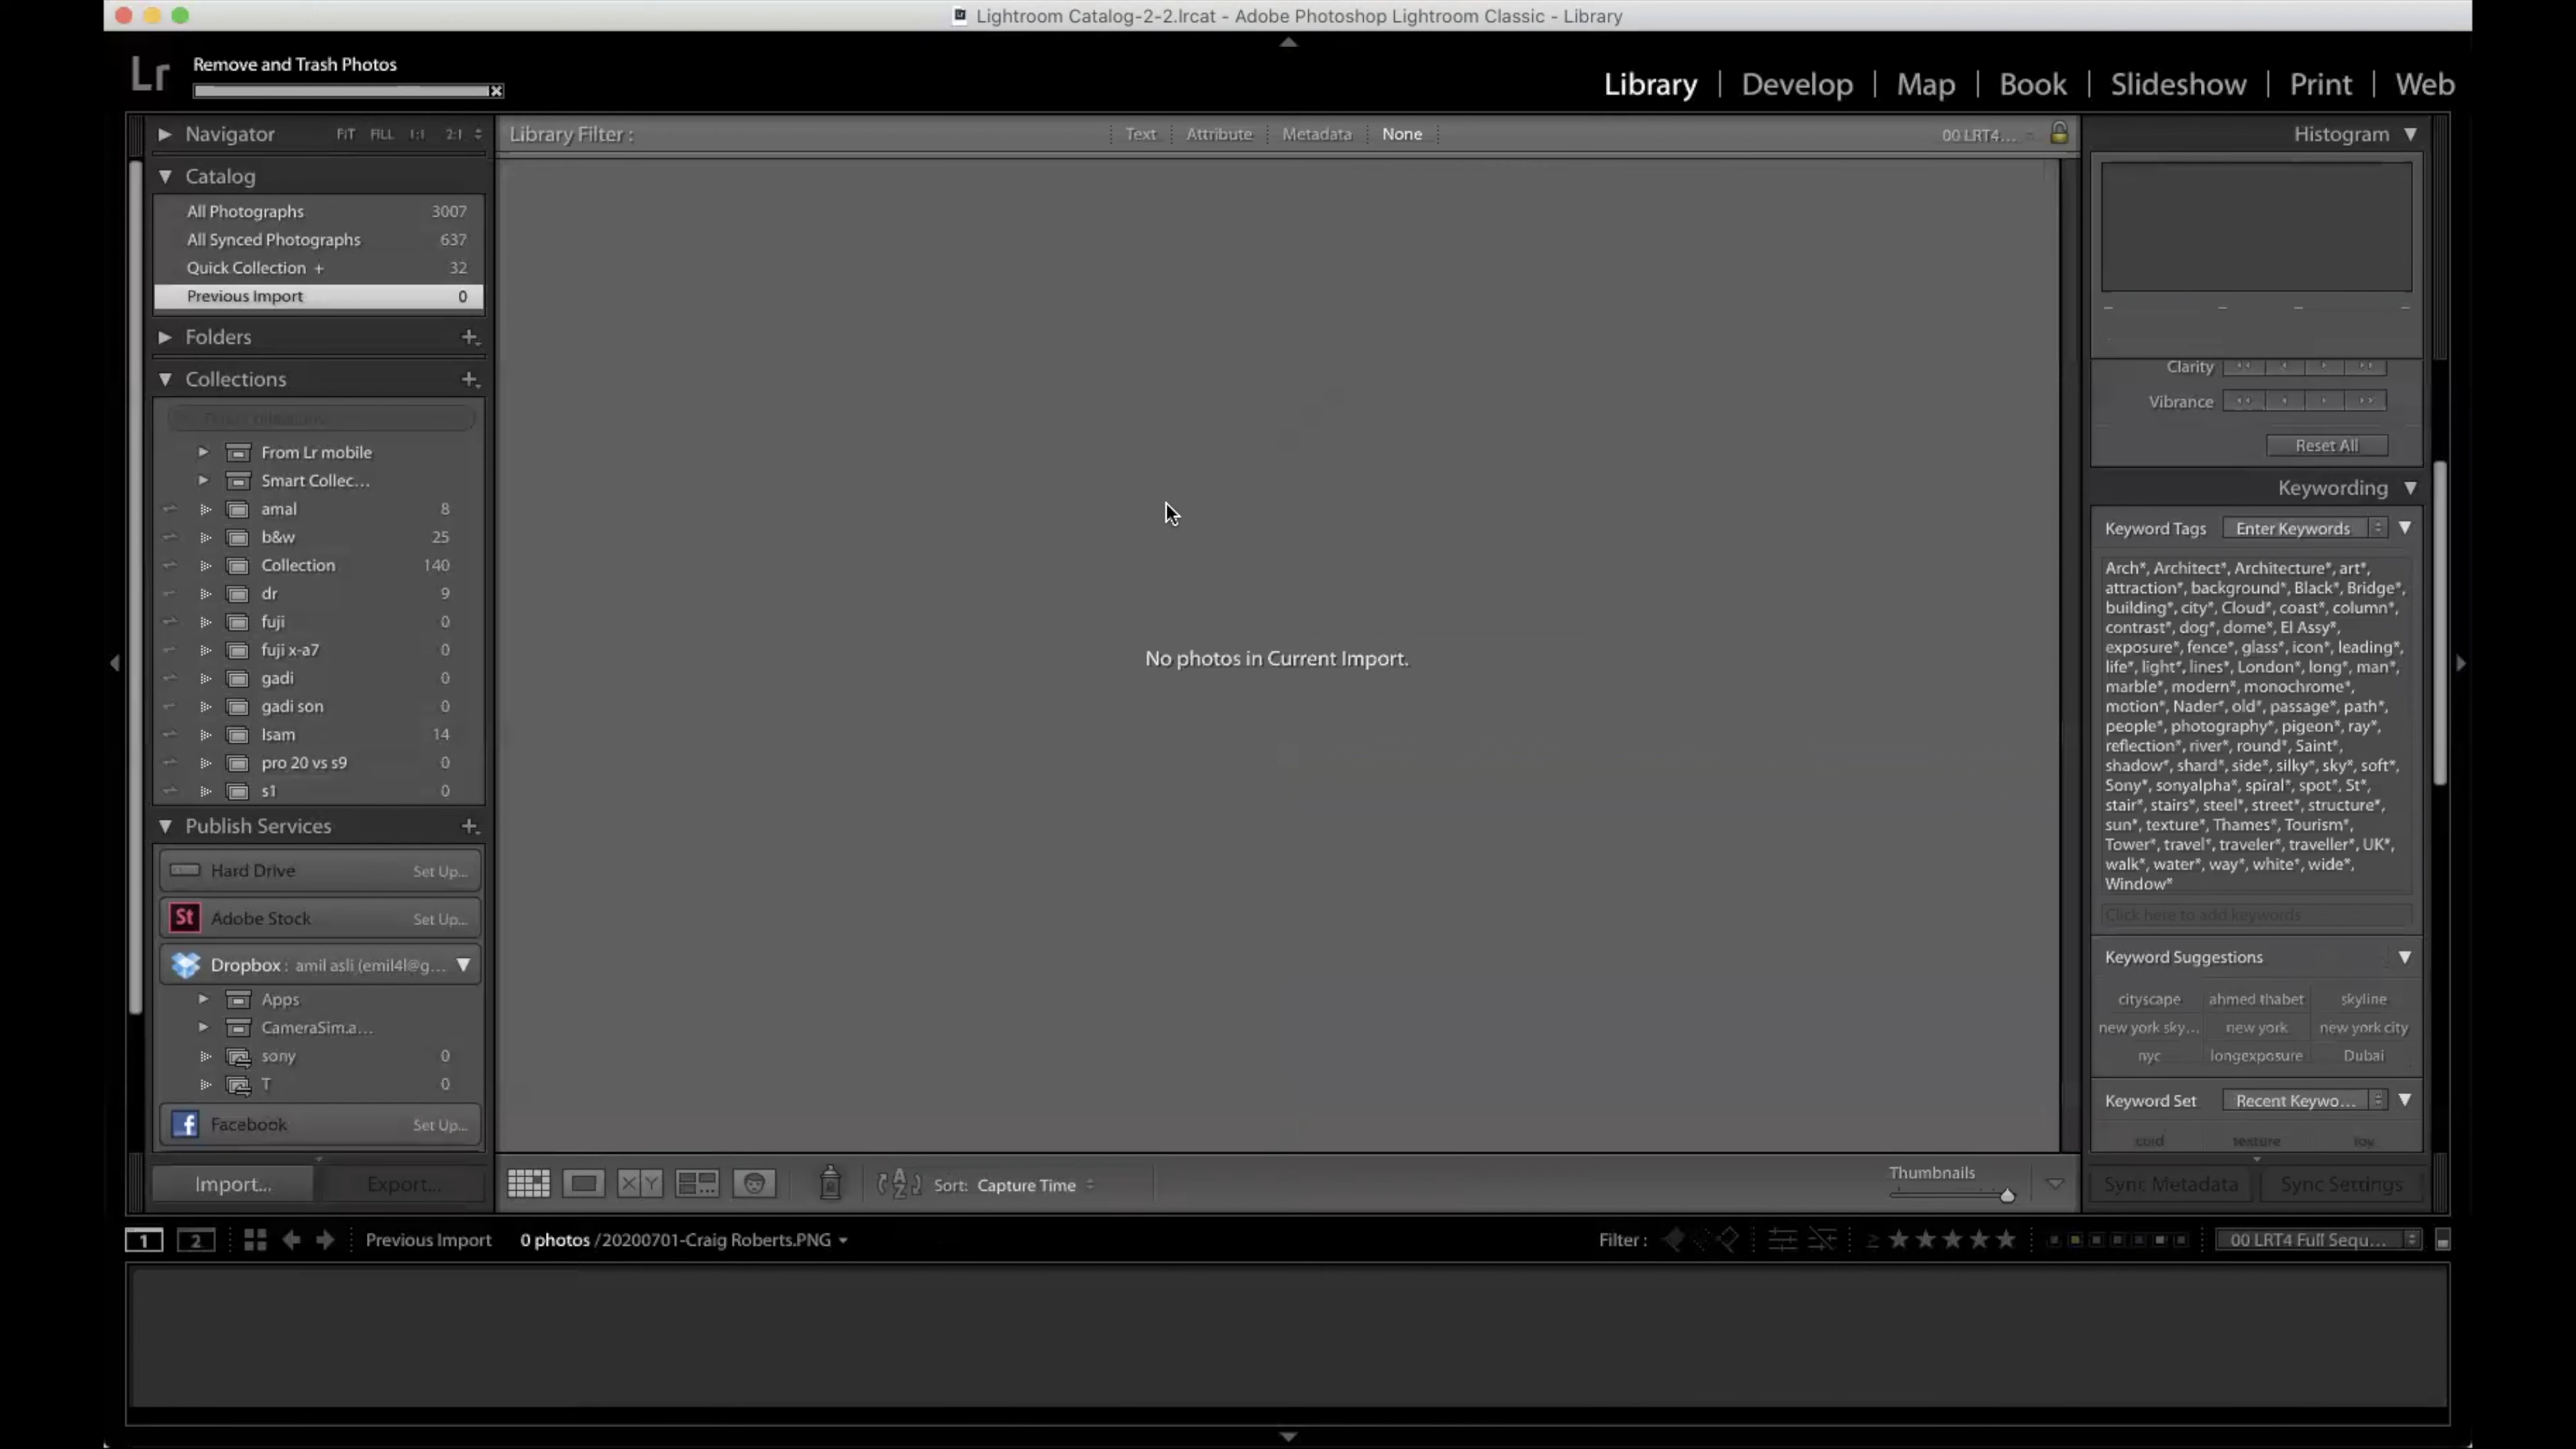 Lightroom Catalog-2-2.lrcat - Adobe Photoshop Lightroom Classic - Library
Lr
Remove and Trash Photos
Library | Develop | Map | Book | Slideshow | Print | Web
Navigator FIT FILL 1:1 2:1
Catalog
All Photographs 3007
All Synced Photographs 637
Quick Collection + 32
Previous Import 0
Folders
Collections
From Lr mobile
Smart Collec...
amal 8
b&w 25
Collection 140
dr 9
fuji 0
fuji x-a7 0
gadi 0
gadi son 0
Isam 14
pro 20 vs s9 0
s1 0
Publish Services
Hard Drive Set Up...
St Adobe Stock Set Up...
Dropbox : amil asli (emil4l@g...
Apps
CameraSim.a...
sony 0
T 0
f Facebook Set Up...
Import... Export...
Library Filter : Text Attribute Metadata None 00 LRT4...
No photos in Current Import.
XY AZ Sort: Capture Time Thumbnails
Histogram
Clarity
Vibrance
Reset All
Keywording
Keyword Tags Enter Keywords
Arch*, Architect*, Architecture*, art*,
attraction*, background*, Black*, Bridge*,
building*, city*, Cloud*, coast*, column*,
contrast*, dog*, dome*, El Assy*,
exposure*, fence*, glass*, icon*, leading*,
life*, light*, lines*, London*, long*, man*,
marble*, modern*, monochrome*,
motion*, Nader*, old*, passage*, path*,
people*, photography*, pigeon*, ray*,
reflection*, river*, round*, Saint*,
shadow*, shard*, side*, silky*, sky*, soft*,
Sony*, sonyalpha*, spiral*, spot*, St*,
stair*, stairs*, steel*, street*, structure*,
sun*, texture*, Thames*, Tourism*,
Tower*, travel*, traveler*, traveller*, UK*,
walk*, water*, way*, white*, wide*,
Window*
Click here to add keywords
Keyword Suggestions
cityscape ahmed thabet skyline
new york sky... new york new york city
nyc longexposure Dubai
Keyword Set Recent Keywo...
texture
Sync Metadata Sync Settings
1 2 Previous Import 0 photos /20200701-Craig Roberts.PNG
Filter : 00 LRT4 Full Sequ...